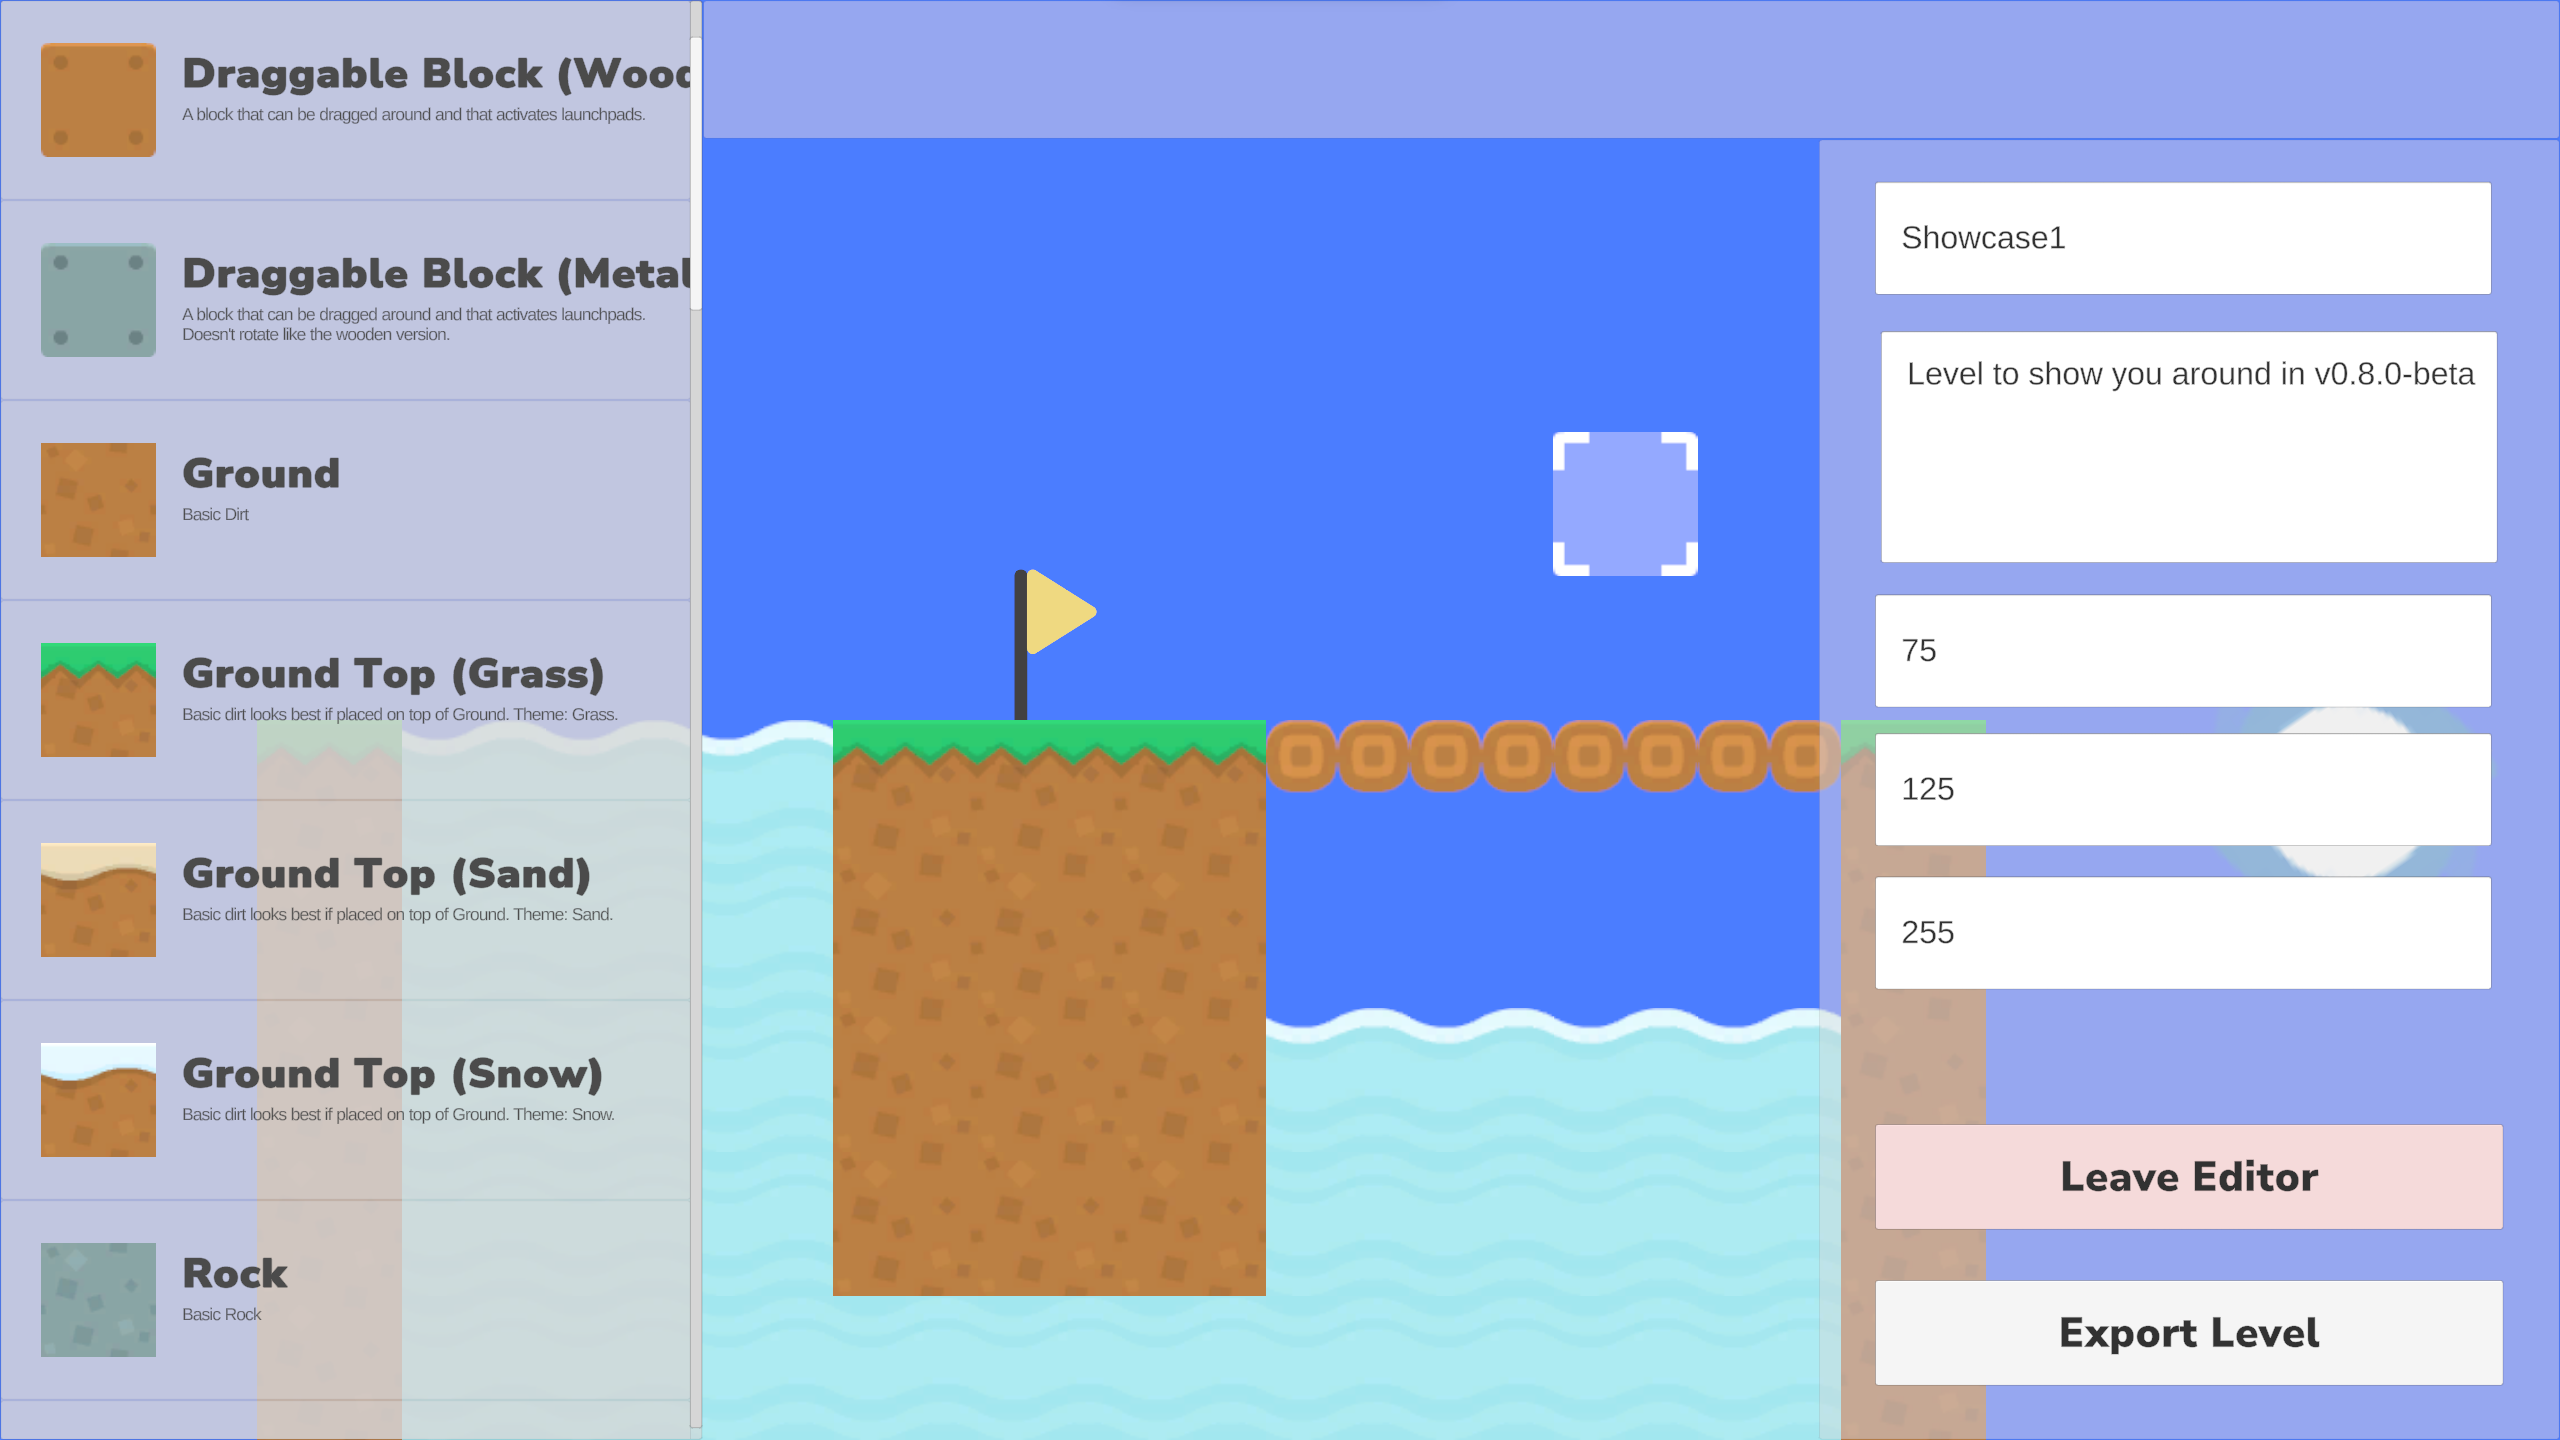 Draggable Block (Wood
A block that can be dragged around and that activates launchpads.
Draggable Block (Metal
A block that can be dragged around and that activates launchpads.
Doesn't rotate like the wooden version.
Ground
Basic Dirt
Ground Top (Grass)
Basic dirt looks best if placed on top of Ground. Theme: Grass.
Ground Top (Sand)
Basic dirt looks best if placed on top of Ground. Theme: Sand.
Ground Top (Snow)
Basic dirt looks best if placed on top of Ground. Theme: Snow.
Rock
Basic Rock
Showcase1
Level to show you around in v0.8.0-beta
75
125
255
Leave Editor
Export Level